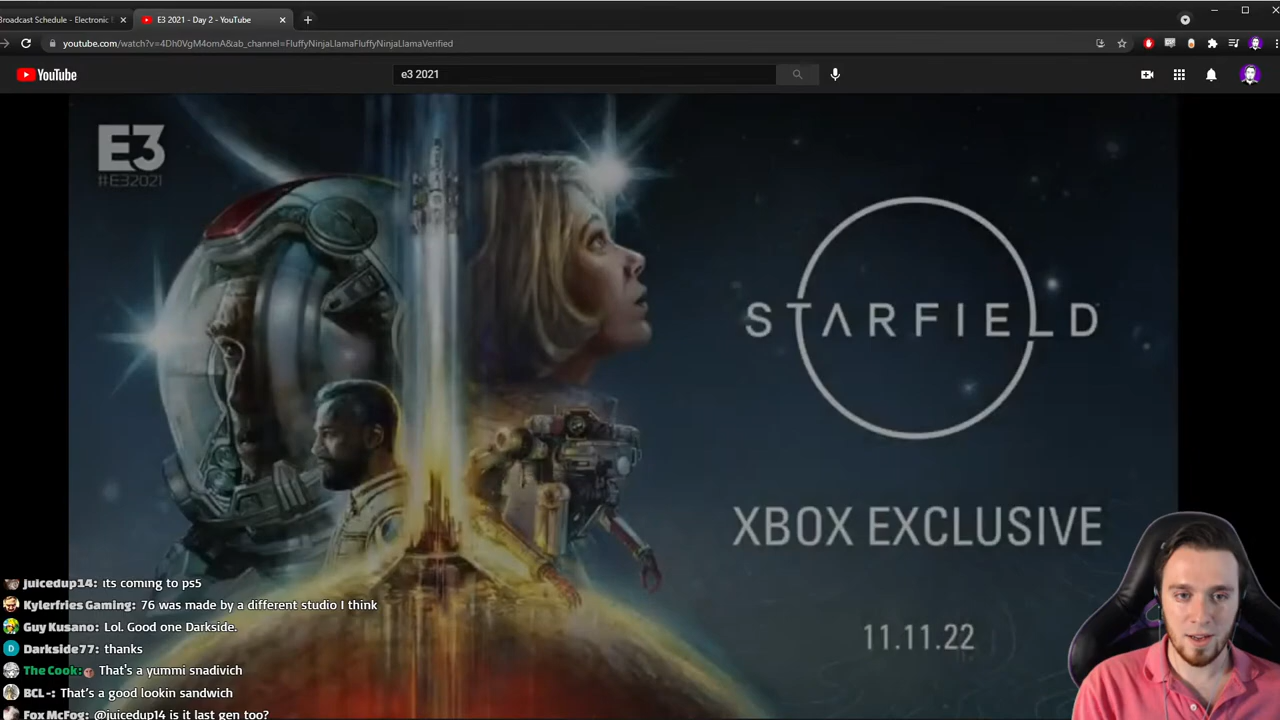 Broadcast Schedule - Electronic E
E3 2021 - Day 2 - YouTube
youtube.com/watch?v=4Dh0VgM4omA&ab_channel=FluffyNinjaLlamaFluffyNinjaLlamaVerified
YouTube
e3 2021
E3
#E32021
STARFIELD
XBOX EXCLUSIVE
11.11.22
juicedup14: its coming to ps5
Kylerfries Gaming: 76 was made by a different studio I think
Guy Kusano: Lol. Good one Darkside.
Darkside77: thanks
The Cook: That's a yummi snadivich
BCL -: That's a good lookin sandwich
Fox McFog: @juicedup14 is it last gen too?